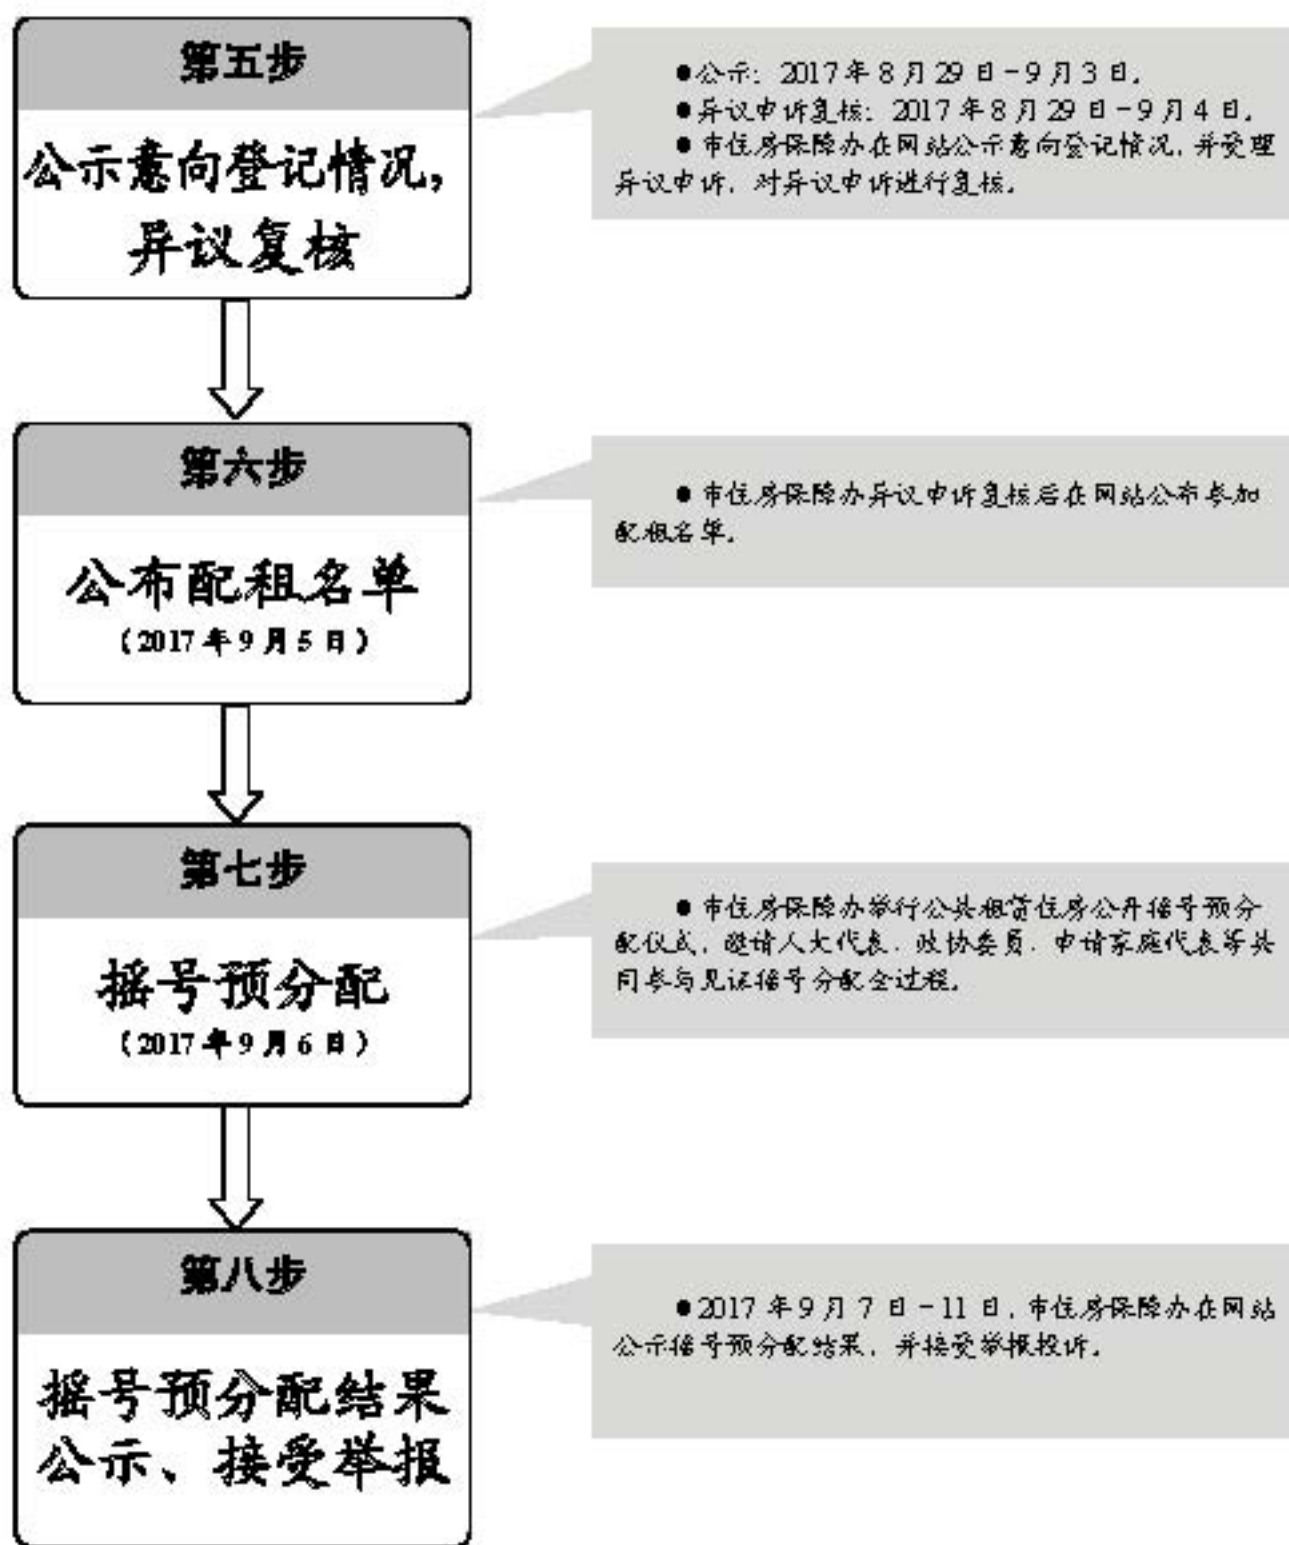 第五步
公示意向登记情况，
异议复核
●公示：2017年8月29日-9月3日。
●异议申诉复核：2017年8月29日-9月4日。
●市住房保障办在网站公示意向登记情况，并受理
异议申诉，对异议申诉进行复核。
第六步
公布配租名单
（2017年9月5日）
●市住房保障办异议申诉复核后在网站公布参加
配租名单。
第七步
摇号预分配
（2017年9月6日）
●市住房保障办举行公共租赁住房公开摇号预分
配仪式，邀请人大代表、政协委员、申请家庭代表等共
同参与见证摇号分配全过程。
第八步
摇号预分配结果
公示、接受举报
●2017年9月7日-11日，市住房保障办在网站
公示摇号预分配结果，并接受举报投诉。